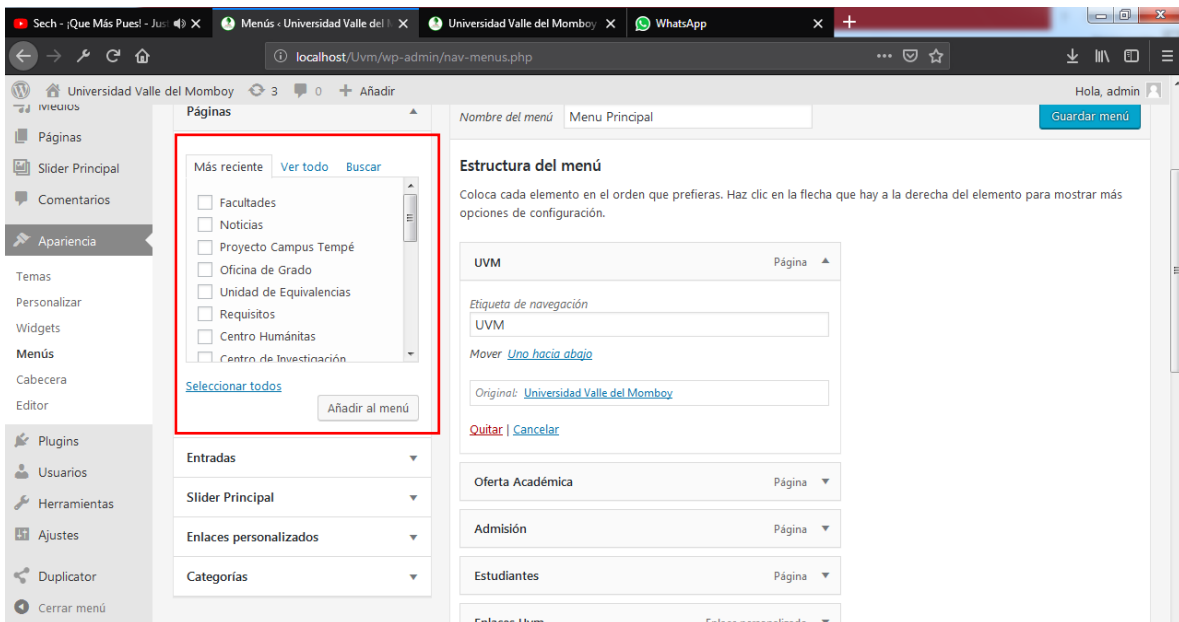 Sech - ¡Que Más Pues! - Just
Menús ‹ Universidad Valle del M
Universidad Valle del Momboy
WhatsApp
localhost/Uvm/wp-admin/nav-menus.php
Universidad Valle del Momboy 3 0 Añadir
Hola, admin
Medios
Páginas
Slider Principal
Comentarios
Apariencia
Temas
Personalizar
Widgets
Menús
Cabecera
Editor
Plugins
Usuarios
Herramientas
Ajustes
Duplicator
Cerrar menú
Páginas
Más reciente Ver todo Buscar
Facultades
Noticias
Proyecto Campus Tempé
Oficina de Grado
Unidad de Equivalencias
Requisitos
Centro Humánitas
Centro de Investigación
Seleccionar todos
Añadir al menú
Entradas
Slider Principal
Enlaces personalizados
Categorías
Nombre del menú Menu Principal
Guardar menú
Estructura del menú
Coloca cada elemento en el orden que prefieras. Haz clic en la flecha que hay a la derecha del elemento para mostrar más
opciones de configuración.
UVM Página
Etiqueta de navegación
UVM
Mover Uno hacia abajo
Original: Universidad Valle del Momboy
Quitar | Cancelar
Oferta Académica Página
Admisión Página
Estudiantes Página
Enlaces Uvm Enlace personalizado